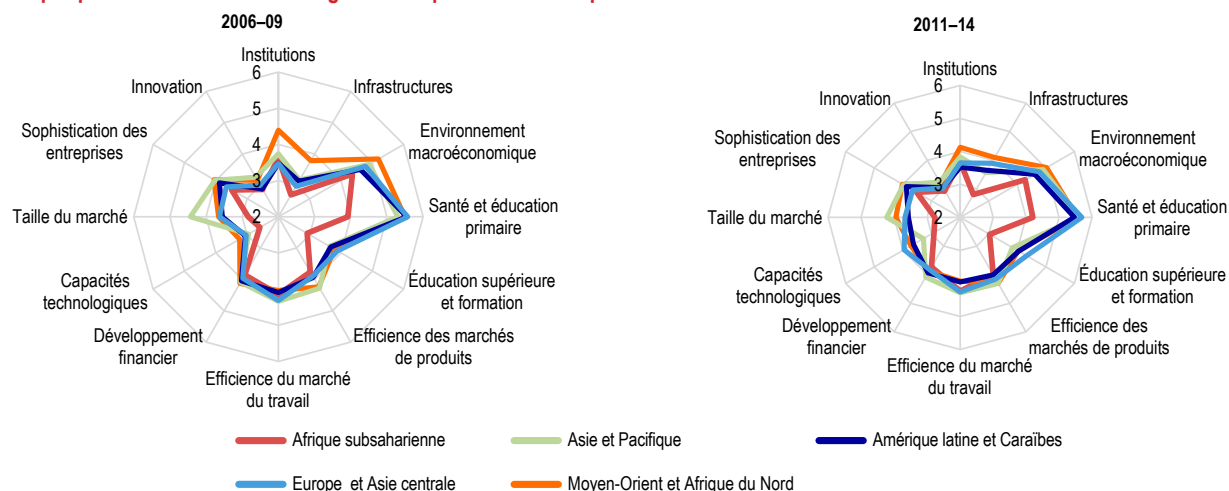 2006–09
Institutions
Innovation
Infrastructures
Sophistication des
entreprises
Environnement
macroéconomique
Taille du marché
Santé et éducation
primaire
Capacités
technologiques
Éducation supérieure
et formation
Développement
financier
Efficience des marchés
de produits
Efficience du marché
du travail
6
5
4
3
2
2011–14
Institutions
Innovation
Infrastructures
Sophistication des
entreprises
Environnement
macroéconomique
Taille du marché
Santé et éducation
primaire
Capacités
technologiques
Éducation supérieure
et formation
Développement
financier
Efficience des
marchés de produits
Efficience du marché
du travail
6
5
4
3
2
Afrique subsaharienne
Asie et Pacifique
Amérique latine et Caraïbes
Europe et Asie centrale
Moyen-Orient et Afrique du Nord